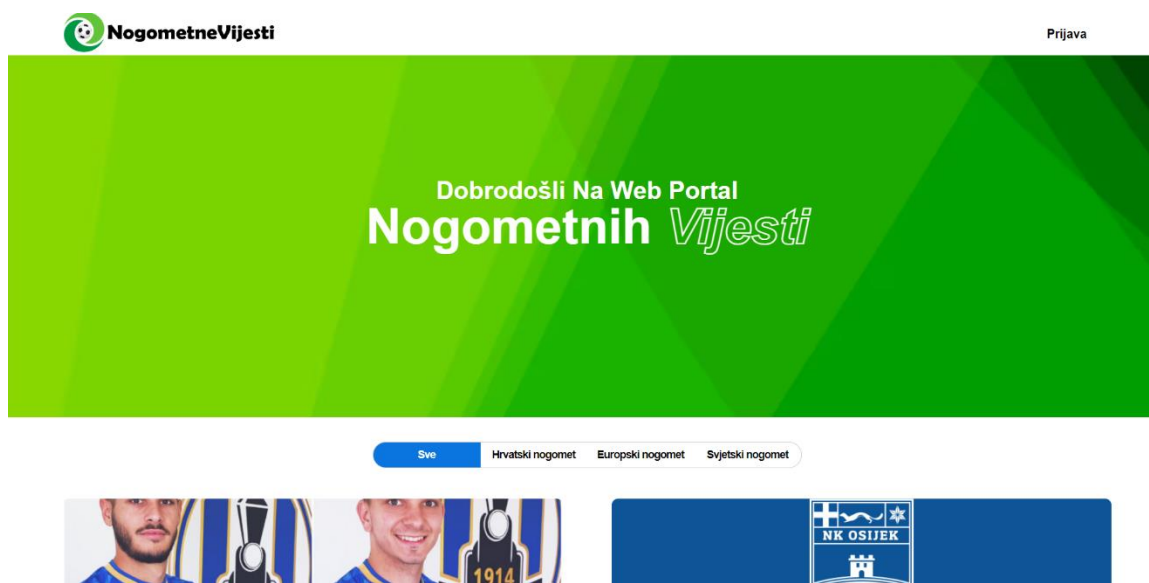 NogometneVijesti
Prijava
Dobrodošli Na Web Portal
Nogometnih Vijesti
Sve
Hrvatski nogomet
Europski nogomet
Svjetski nogomet
1914
NK OSIJEK